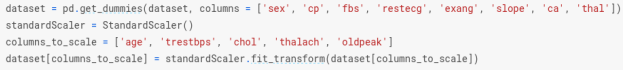 dataset = pd.get_dummies(dataset, columns = ['sex', 'cp', 'fbs', 'restecg', 'exang', 'slope', 'ca', 'thal'])
standardScaler = StandardScaler()
columns_to_scale = ['age', 'trestbps', 'chol', 'thalach', 'oldpeak']
dataset[columns_to_scale] = standardScaler.fit_transform(dataset[columns_to_scale])